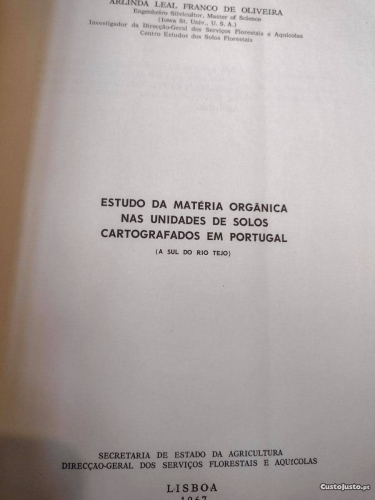 ARLINDA LEAL FRANCO DE OLIVEIRA
Engenheiro Silvicultor, Master of Science
(Iowa St. Univ., U. S. A.)
Investigador da Direcção-Geral dos Serviços Florestais e Aquícolas
Centro Estudos dos Solos Florestais
ESTUDO DA MATÉRIA ORGÂNICA
NAS UNIDADES DE SOLOS
CARTOGRAFADOS EM PORTUGAL
(A SUL DO RIO TEJO)
SECRETARIA DE ESTADO DA AGRICULTURA
DIRECÇÃO-GERAL DOS SERVIÇOS FLORESTAIS E AQUÍCOLAS
LISBOA
1967
CustoJusto.pt